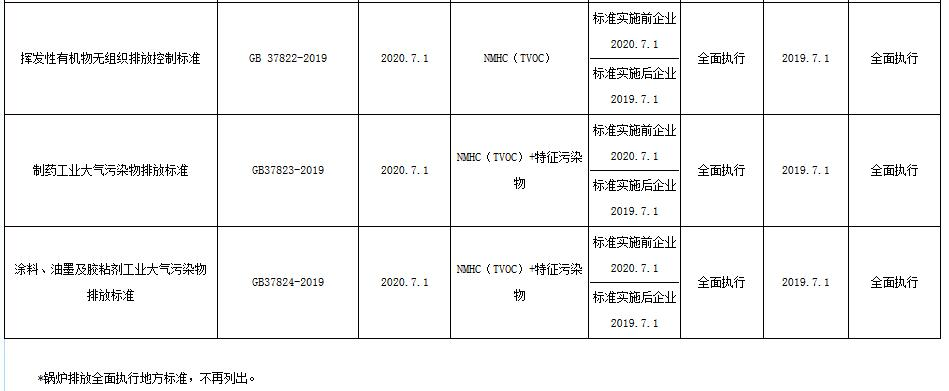 标准实施前企业
2020.7.1
挥发性有机物无组织排放控制标准 GB 37822-2019 2020.7.1 NMHC（TVOC） 全面执行 2019.7.1 全面执行
标准实施后企业
2019.7.1
标准实施前企业
2020.7.1
制药工业大气污染物排放标准 GB37823-2019 2020.7.1 NMHC（TVOC）+特征污染
物 全面执行 2019.7.1 全面执行
标准实施后企业
2019.7.1
标准实施前企业
2020.7.1
涂料、油墨及胶粘剂工业大气污染物
排放标准 GB37824-2019 2020.7.1 NMHC（TVOC）+特征污染
物 全面执行 2019.7.1 全面执行
标准实施后企业
2019.7.1
*锅炉排放全面执行地方标准，不再列出。